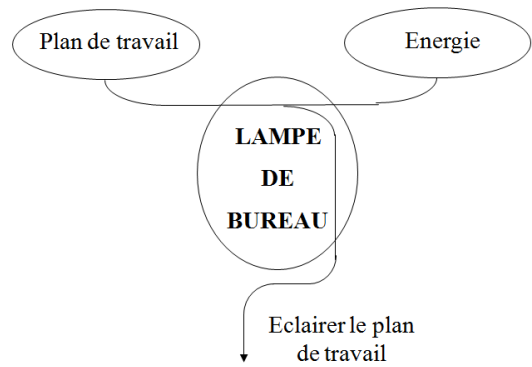 Plan de travail
Energie
LAMPE
DE
BUREAU
Eclairer le plan
de travail